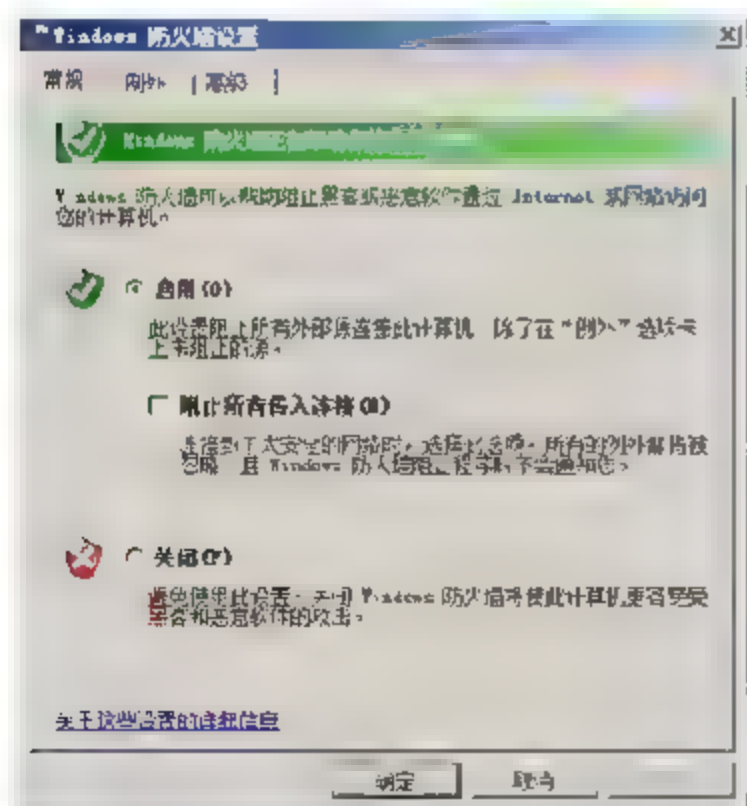 Windows 防火墙设置
常规 例外 高级
Windows 防火墙
Windows 防火墙可以帮助阻止黑客或恶意软件通过 Internet 或网络访问
您的计算机。
启用(O)
此设置阻止所有外部源连接此计算机 除了在“例外”选项卡
上未阻止的源。
阻止所有传入连接(B)
连接到不太安全的网络时,选择此选项。所有的例外都将被
忽略 且 Windows 防火墙阻止程序时不会通知您。
关闭(F)
避免使用此设置。关闭 Windows 防火墙将使此计算机更容易受
黑客和恶意软件的攻击。
关于这些设置的详细信息
确定 取消